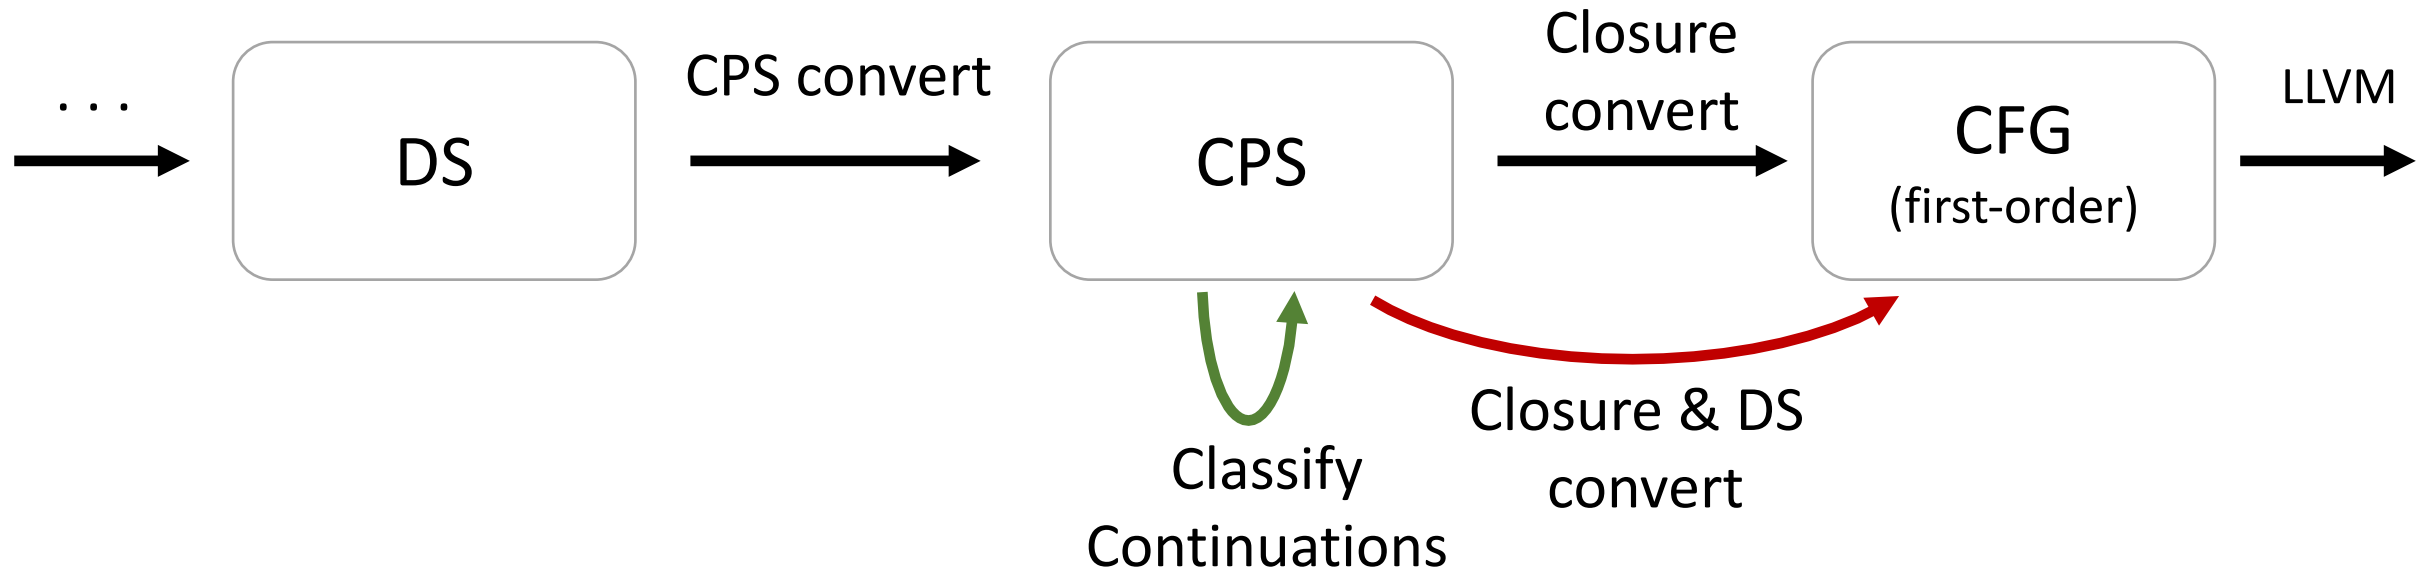 . . .
DS
CPS convert
CPS
Closure
convert
CFG
(first-order)
LLVM
Classify
Continuations
Closure & DS
convert